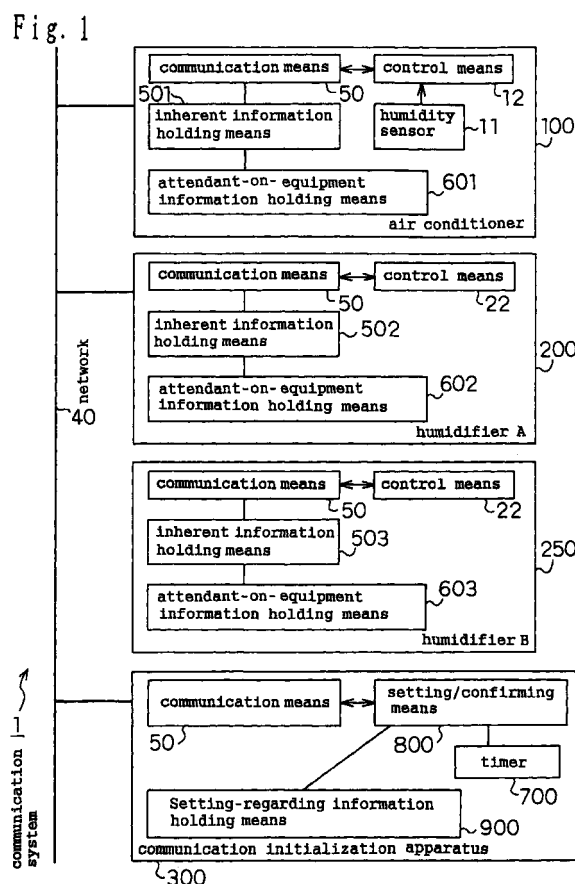 Fig. 1
communication means
control means
50
12
501
inherent information
holding means
humidity
sensor
11
100
601
attendant-on-equipment
information holding means
air conditioner
communication means
control means
50
22
inherent information
holding means
502
200
602
attendant-on-equipment
information holding means
humidifier A
network
40
communication means
control means
50
22
inherent information
holding means
503
250
603
attendant-on-equipment
information holding means
humidifier B
communication means
setting/confirming
means
50
800
timer
700
Setting-regarding information
holding means
900
communication initialization apparatus
300
communication 1
system